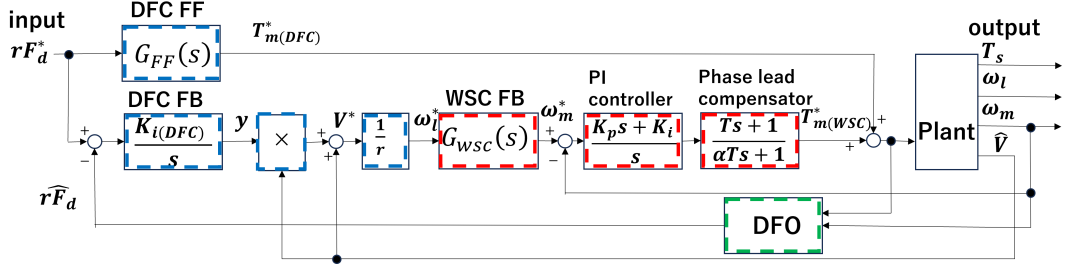 DFC FF
input
rF*d
GFF(s)
T*m(DFC)
output
Ts
ωl
ωm
V̂
Plant
DFC FB
+
−
Ki(DFC)
s
y
×
+
+
V*
1
r
ω*l
WSC FB
GWSC(s)
ω*m
+
−
PI
controller
Kps + Ki
s
Phase lead
compensator
Ts + 1
αTs + 1
T*m(WSC)
+
+
rF̂d
DFO